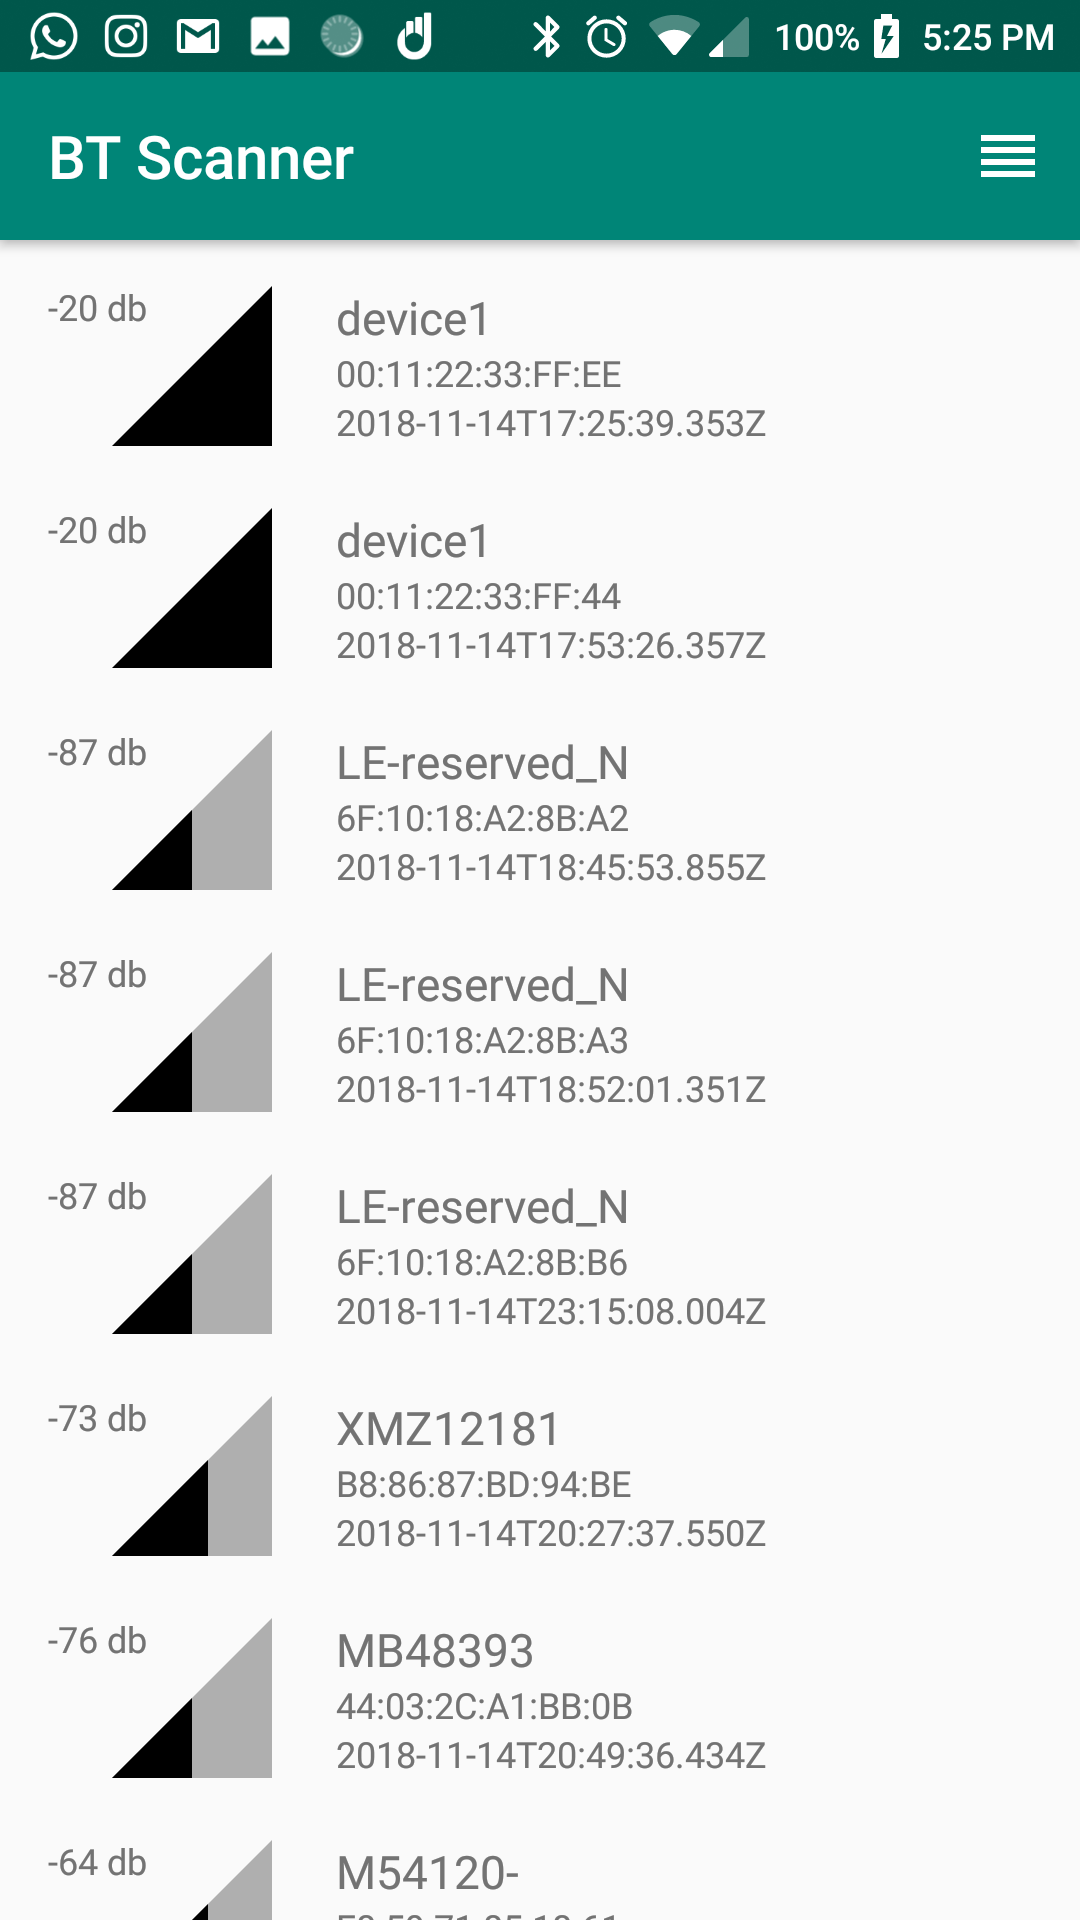 100% 5:25 PM
BT Scanner
-20 db
device1
00:11:22:33:FF:EE
2018-11-14T17:25:39.353Z
-20 db
device1
00:11:22:33:FF:44
2018-11-14T17:53:26.357Z
-87 db
LE-reserved_N
6F:10:18:A2:8B:A2
2018-11-14T18:45:53.855Z
-87 db
LE-reserved_N
6F:10:18:A2:8B:A3
2018-11-14T18:52:01.351Z
-87 db
LE-reserved_N
6F:10:18:A2:8B:B6
2018-11-14T23:15:08.004Z
-73 db
XMZ12181
B8:86:87:BD:94:BE
2018-11-14T20:27:37.550Z
-76 db
MB48393
44:03:2C:A1:BB:0B
2018-11-14T20:49:36.434Z
-64 db
M54120-